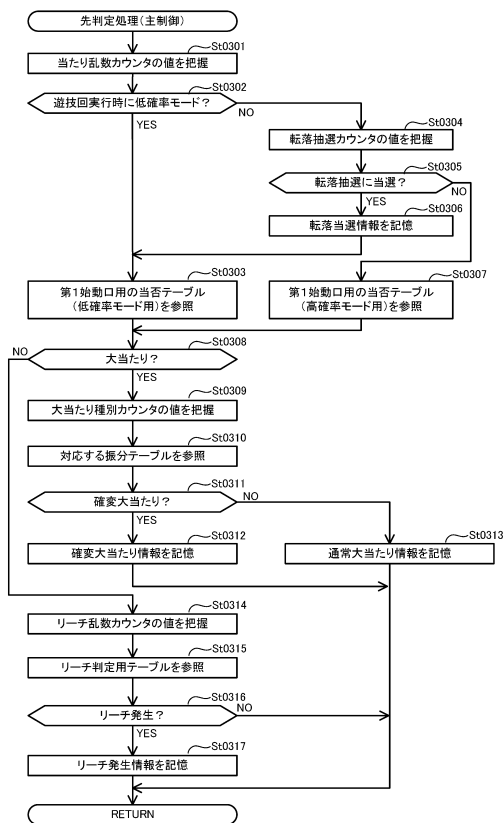 先判定処理(主制御)
St0301
当たり乱数カウンタの値を把握
St0302
遊技回実行時に低確率モード?
NO
YES
St0304
転落抽選カウンタの値を把握
St0305
転落抽選に当選?
NO
YES
St0306
転落当選情報を記憶
St0303
第1始動口用の当否テーブル
(低確率モード用)を参照
St0307
第1始動口用の当否テーブル
(高確率モード用)を参照
St0308
NO
大当たり?
YES
St0309
大当たり種別カウンタの値を把握
St0310
対応する振分テーブルを参照
St0311
確変大当たり?
NO
YES
St0312
確変大当たり情報を記憶
St0313
通常大当たり情報を記憶
St0314
リーチ乱数カウンタの値を把握
St0315
リーチ判定用テーブルを参照
St0316
リーチ発生?
NO
YES
St0317
リーチ発生情報を記憶
RETURN